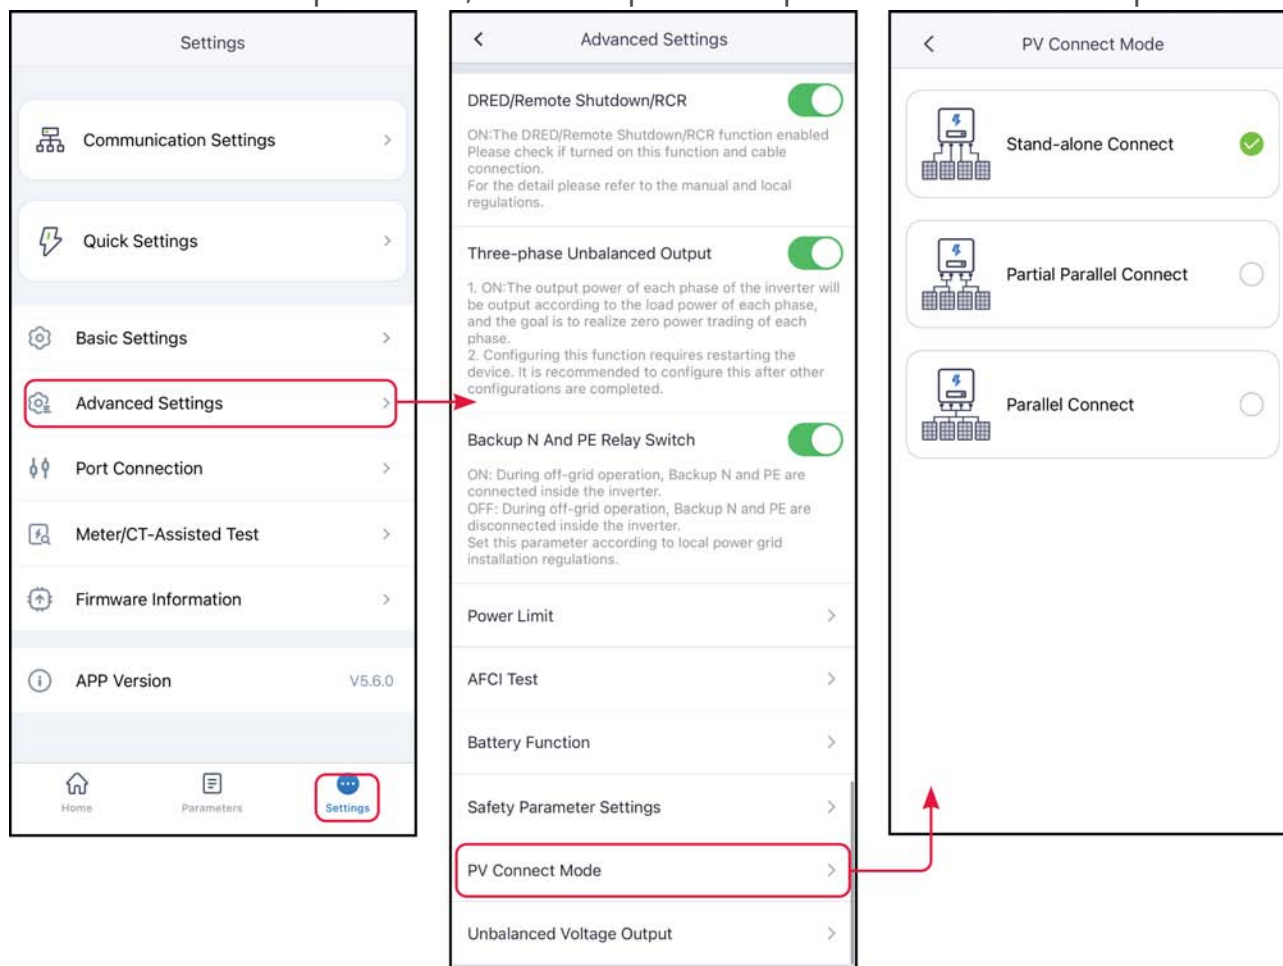 Settings
Communication Settings
Quick Settings
Basic Settings
Advanced Settings
Port Connection
Meter/CT-Assisted Test
Firmware Information
APP Version V5.6.0
Home Parameters Settings
Advanced Settings
DRED/Remote Shutdown/RCR
ON:The DRED/Remote Shutdown/RCR function enabled
Please check if turned on this function and cable
connection.
For the detail please refer to the manual and local
regulations.
Three-phase Unbalanced Output
1. ON:The output power of each phase of the inverter will
be output according to the load power of each phase,
and the goal is to realize zero power trading of each
phase.
2. Configuring this function requires restarting the
device. It is recommended to configure this after other
configurations are completed.
Backup N And PE Relay Switch
ON: During off-grid operation, Backup N and PE are
connected inside the inverter.
OFF: During off-grid operation, Backup N and PE are
disconnected inside the inverter.
Set this parameter according to local power grid
installation regulations.
Power Limit
AFCI Test
Battery Function
Safety Parameter Settings
PV Connect Mode
Unbalanced Voltage Output
PV Connect Mode
Stand-alone Connect
Partial Parallel Connect
Parallel Connect